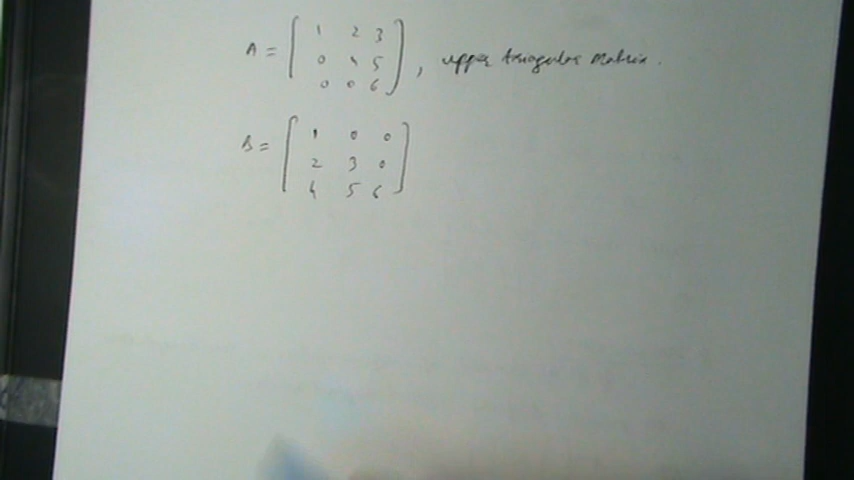 A = [ 1 2 3
0 4 5
0 0 6 ] , upper triangular Matrix.
B = [ 1 0 0
2 3 0
4 5 6 ]